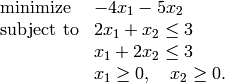 minimize −4x₁ − 5x₂
subject to 2x₁ + x₂ ≤ 3
x₁ + 2x₂ ≤ 3
x₁ ≥ 0, x₂ ≥ 0.